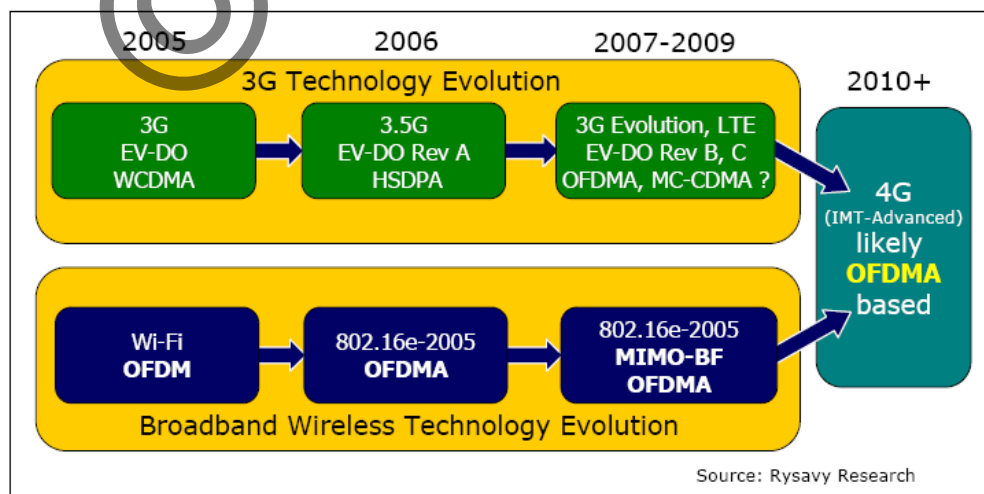 2005
2006
2007-2009
2010+
3G Technology Evolution
3G
EV-DO
WCDMA
3.5G
EV-DO Rev A
HSDPA
3G Evolution, LTE
EV-DO Rev B, C
OFDMA, MC-CDMA ?
4G
(IMT-Advanced)
likely
OFDMA
based
Wi-Fi
OFDM
802.16e-2005
OFDMA
802.16e-2005
MIMO-BF
OFDMA
Broadband Wireless Technology Evolution
Source: Rysavy Research